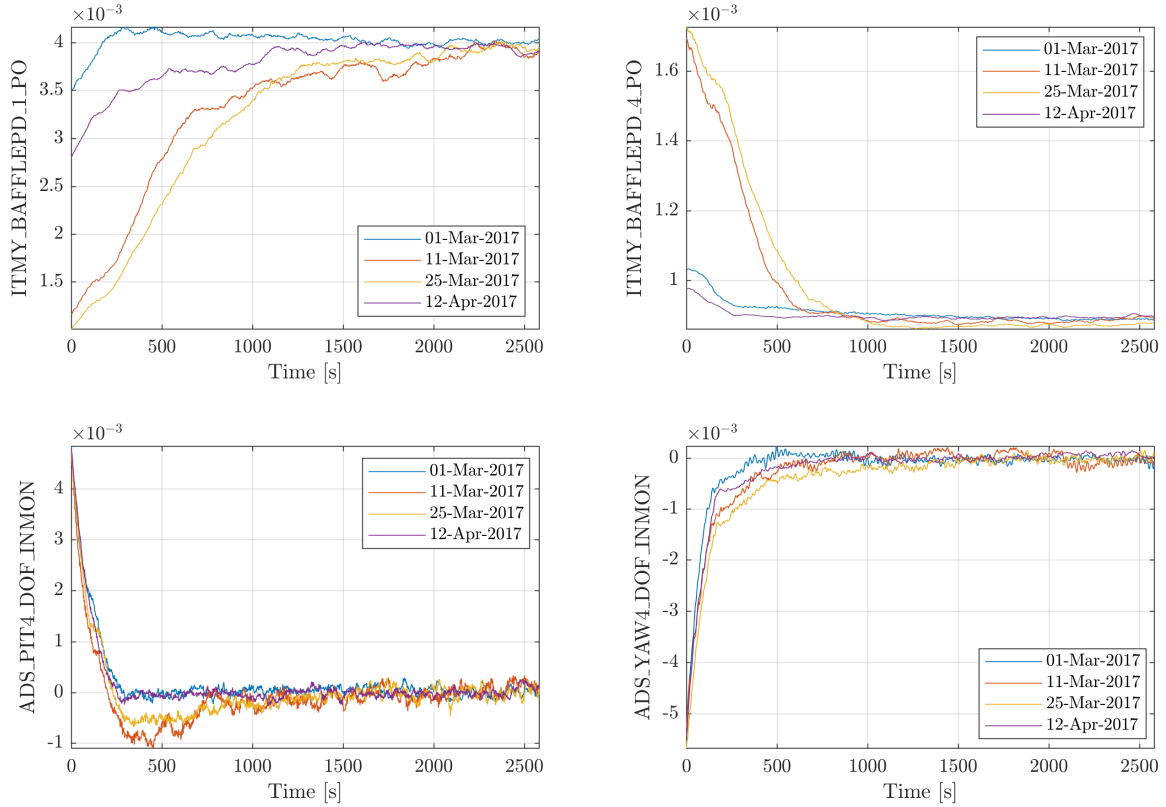 ×10⁻³
ITMY_BAFFLEPD_1_PO
4
3.5
3
2.5
2
1.5
01-Mar-2017
11-Mar-2017
25-Mar-2017
12-Apr-2017
0 500 1000 1500 2000 2500
Time [s]
×10⁻³
ITMY_BAFFLEPD_4_PO
1.6
1.4
1.2
1
01-Mar-2017
11-Mar-2017
25-Mar-2017
12-Apr-2017
0 500 1000 1500 2000 2500
Time [s]
×10⁻³
ADS_PIT4_DOF_INMON
4
3
2
1
0
-1
01-Mar-2017
11-Mar-2017
25-Mar-2017
12-Apr-2017
0 500 1000 1500 2000 2500
Time [s]
×10⁻³
ADS_YAW4_DOF_INMON
0
-1
-2
-3
-4
-5
01-Mar-2017
11-Mar-2017
25-Mar-2017
12-Apr-2017
0 500 1000 1500 2000 2500
Time [s]